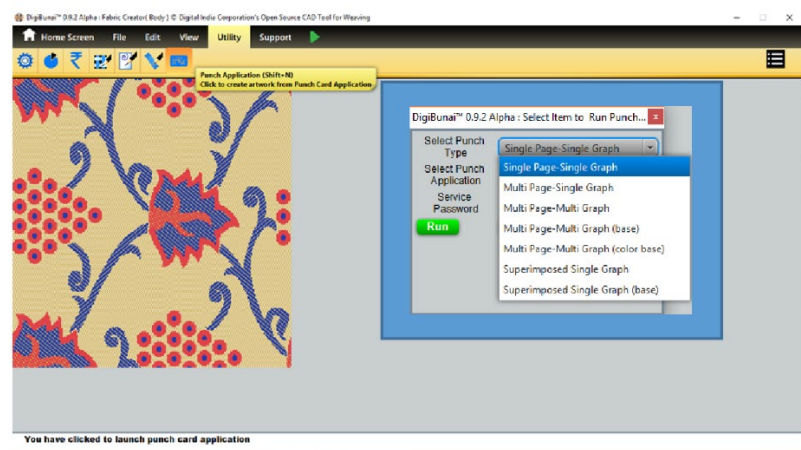 DigiBunai™ 0.9.2 Alpha : Fabric Creator( Body ) © Digital India Corporation's Open Source CAD Tool for Weaving
Home Screen File Edit View Utility Support
Punch Application (Shift+N)
Click to create artwork from Punch Card Application
DigiBunai™ 0.9.2 Alpha : Select Item to Run Punch...
Select Punch Type
Single Page-Single Graph
Select Punch Application
Service Password
Run
Single Page-Single Graph
Multi Page-Single Graph
Multi Page-Multi Graph
Multi Page-Multi Graph (base)
Multi Page-Multi Graph (color base)
Superimposed Single Graph
Superimposed Single Graph (base)
You have clicked to launch punch card application